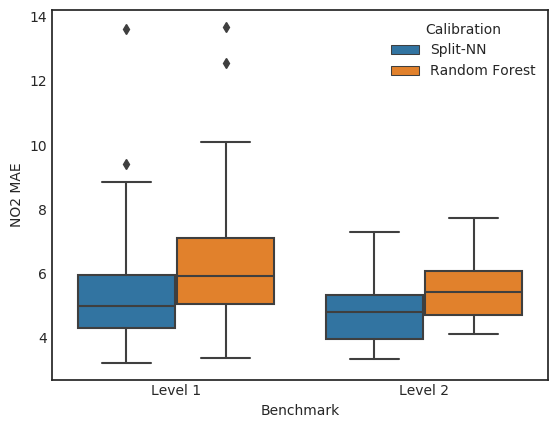 14
12
10
8
6
4
NO2 MAE
Calibration
Split-NN
Random Forest
Level 1
Level 2
Benchmark